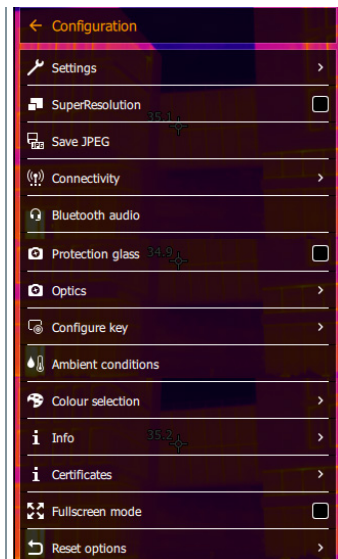 Configuration
Settings
SuperResolution
35.1
Save JPEG
Connectivity
Bluetooth audio
Protection glass 34.9
Optics
Configure key
Ambient conditions
Colour selection
Info 35.2
Certificates
Fullscreen mode
Reset options